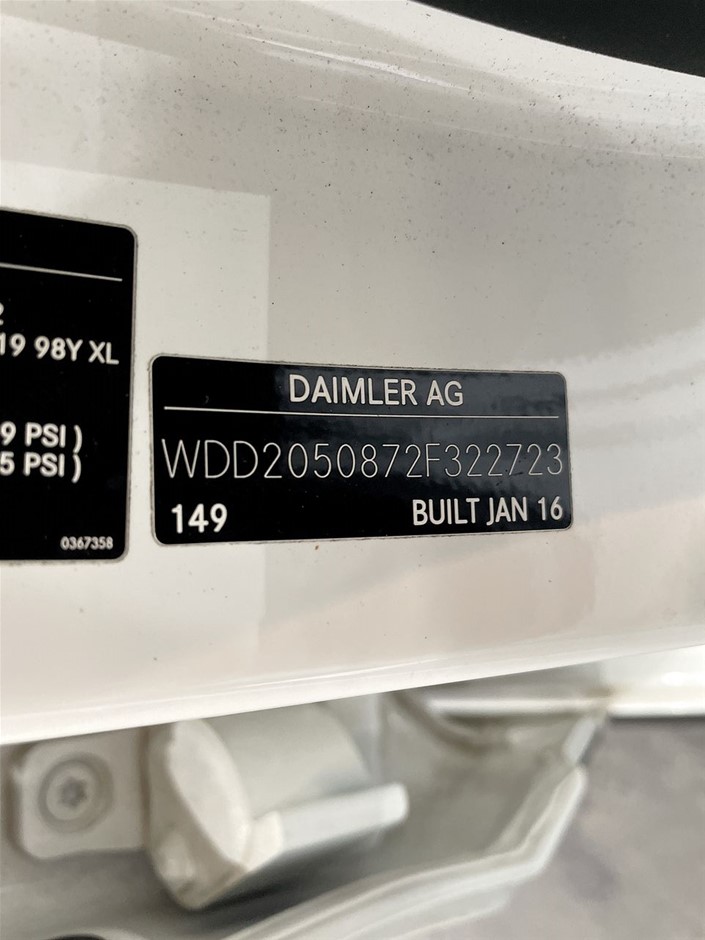 2
19 98Y XL
9 PSI )
5 PSI )
0367358
DAIMLER AG
WDD2050872F322723
149
BUILT JAN 16